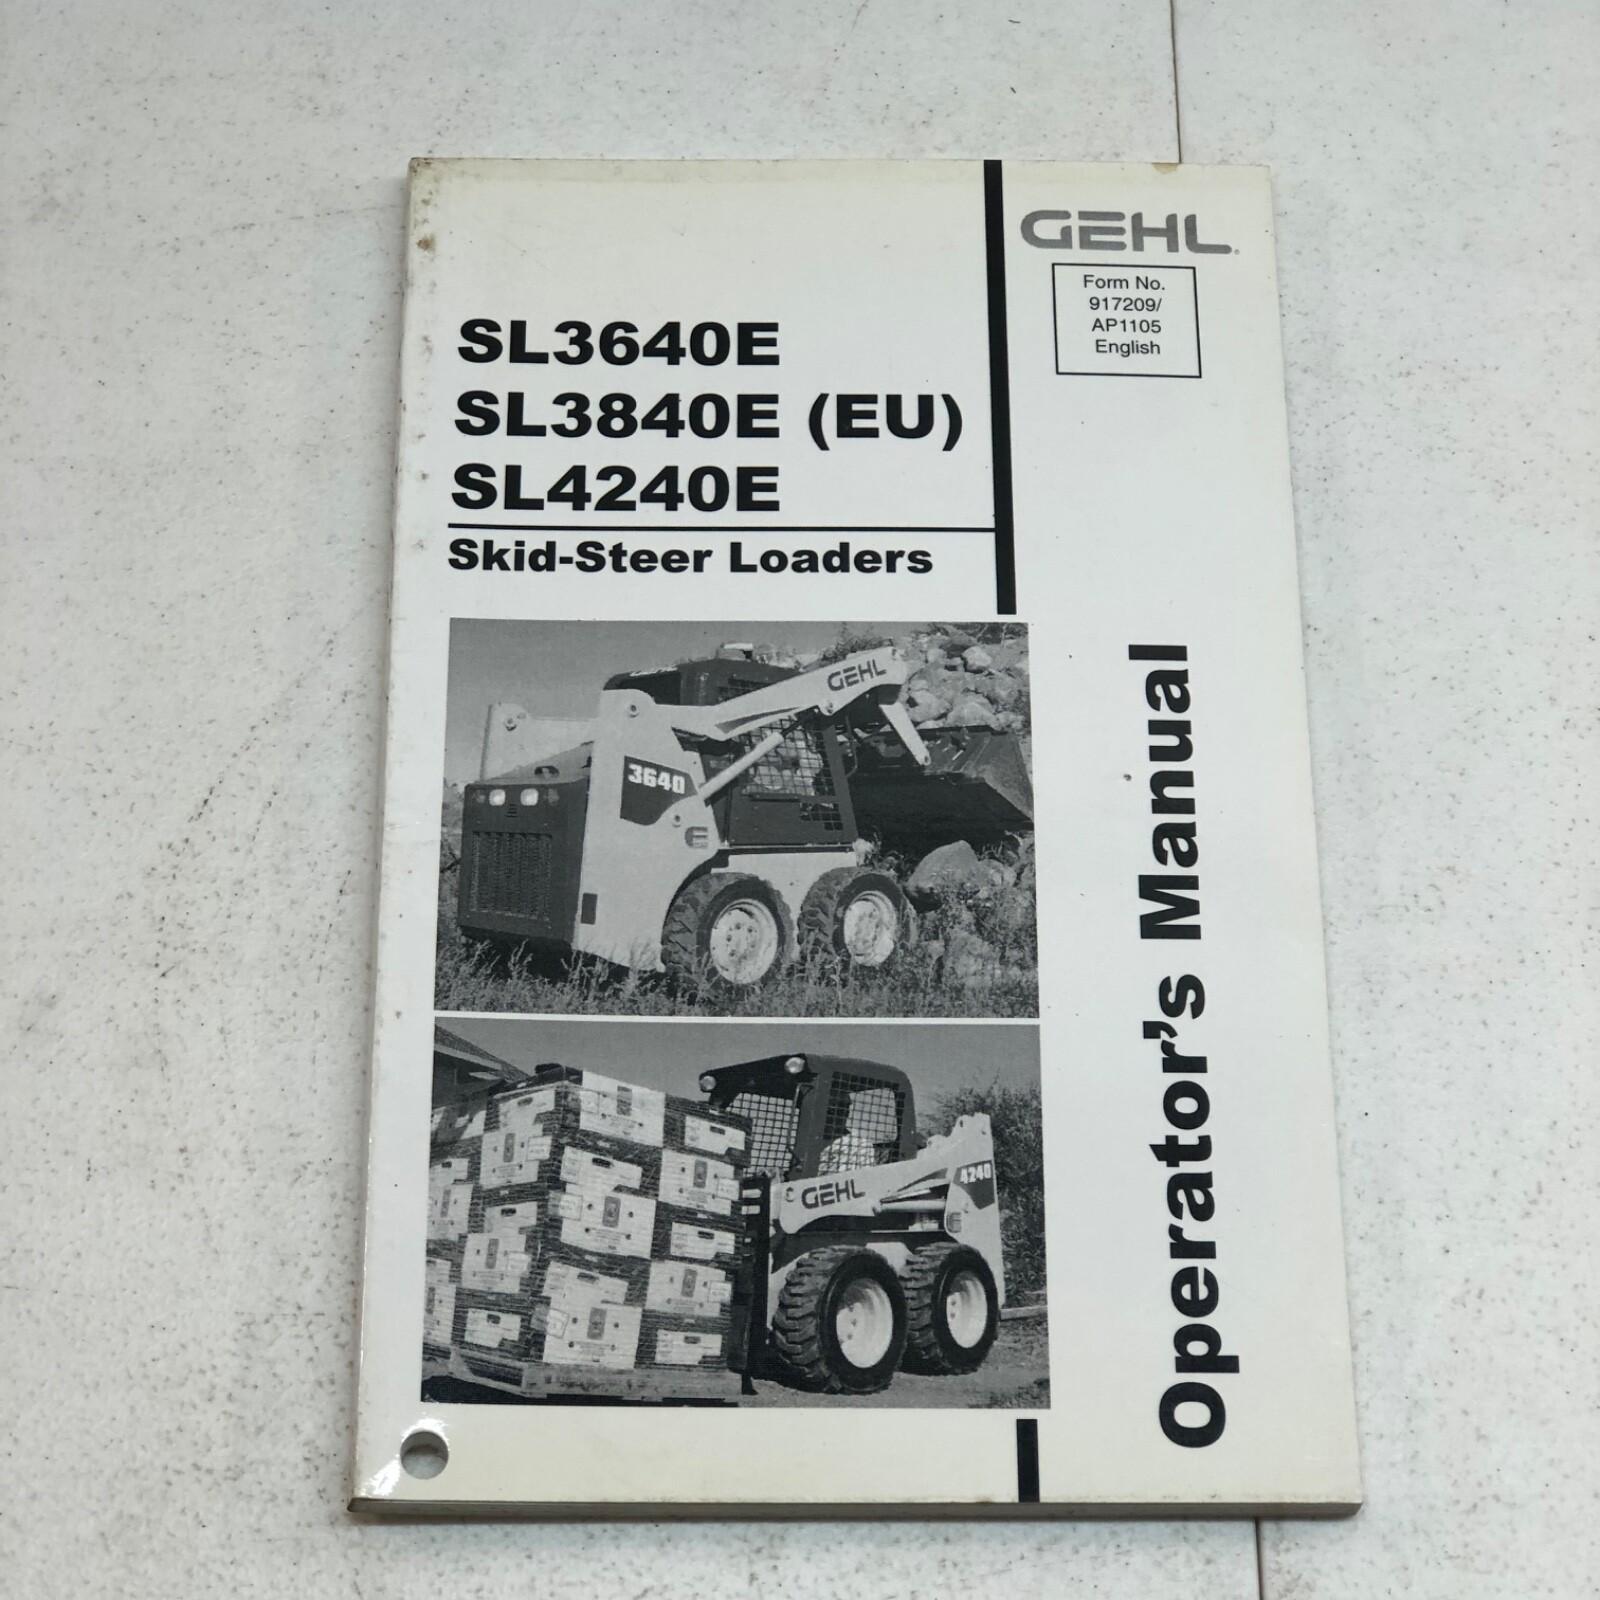 GEHL
Form No.
917209/
AP1105
English
SL3640E
SL3840E (EU)
SL4240E
Skid-Steer Loaders
GEHL
3640
E
GEHL
4240
E
Operator's Manual